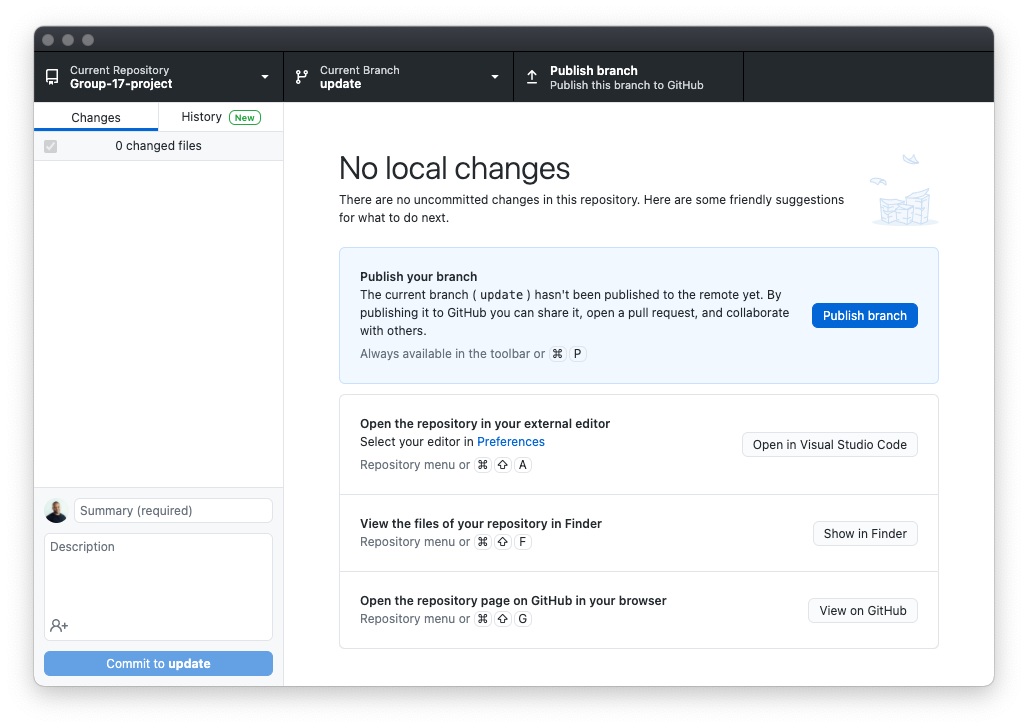 Current Repository
Group-17-project
Current Branch
update
Publish branch
Publish this branch to GitHub
Changes
History New
0 changed files
No local changes
There are no uncommitted changes in this repository. Here are some friendly suggestions
for what to do next.
Publish your branch
The current branch ( update ) hasn't been published to the remote yet. By
publishing it to GitHub you can share it, open a pull request, and collaborate
with others.
Always available in the toolbar or ⌘ P
Publish branch
Open the repository in your external editor
Select your editor in Preferences
Repository menu or ⌘ ⇧ A
Open in Visual Studio Code
View the files of your repository in Finder
Repository menu or ⌘ ⇧ F
Show in Finder
Open the repository page on GitHub in your browser
Repository menu or ⌘ ⇧ G
View on GitHub
Summary (required)
Description
Commit to update